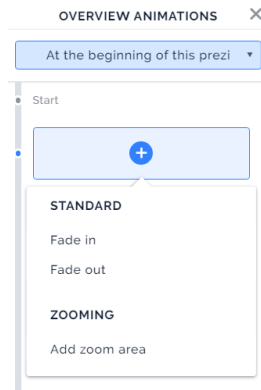 OVERVIEW ANIMATIONS
At the beginning of this prezi
Start
STANDARD
Fade in
Fade out
ZOOMING
Add zoom area